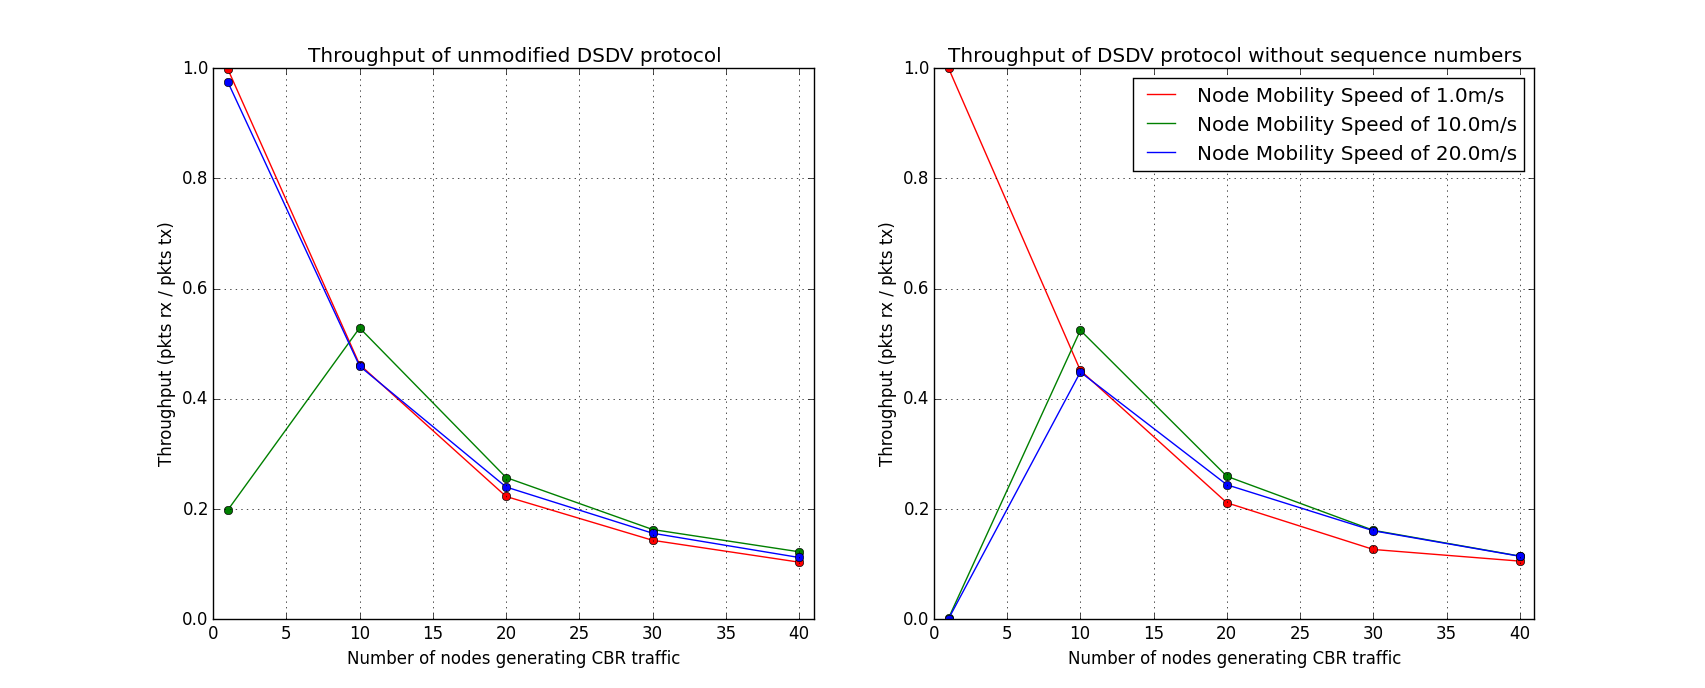 Throughput of unmodified DSDV protocol
1.0
0.8
0.6
0.4
0.2
0.0
Throughput (pkts rx / pkts tx)
0 5 10 15 20 25 30 35 40
Number of nodes generating CBR traffic
Throughput of DSDV protocol without sequence numbers
1.0
0.8
0.6
0.4
0.2
0.0
Throughput (pkts rx / pkts tx)
Node Mobility Speed of 1.0m/s
Node Mobility Speed of 10.0m/s
Node Mobility Speed of 20.0m/s
0 5 10 15 20 25 30 35 40
Number of nodes generating CBR traffic